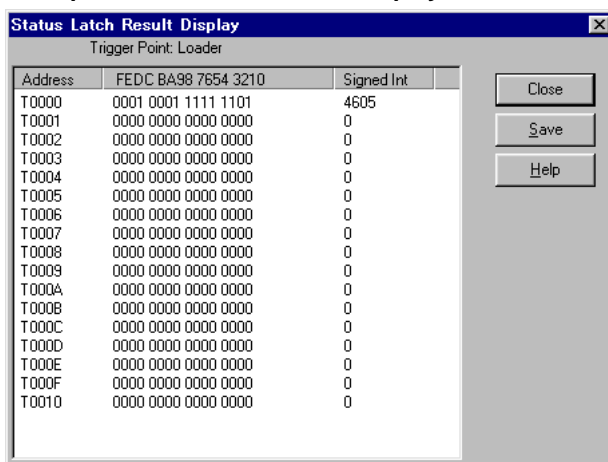 Status Latch Result Display
Trigger Point: Loader
Address FEDC BA98 7654 3210 Signed Int
T0000 0001 0001 1111 1101 4605
T0001 0000 0000 0000 0000 0
T0002 0000 0000 0000 0000 0
T0003 0000 0000 0000 0000 0
T0004 0000 0000 0000 0000 0
T0005 0000 0000 0000 0000 0
T0006 0000 0000 0000 0000 0
T0007 0000 0000 0000 0000 0
T0008 0000 0000 0000 0000 0
T0009 0000 0000 0000 0000 0
T000A 0000 0000 0000 0000 0
T000B 0000 0000 0000 0000 0
T000C 0000 0000 0000 0000 0
T000D 0000 0000 0000 0000 0
T000E 0000 0000 0000 0000 0
T000F 0000 0000 0000 0000 0
T0010 0000 0000 0000 0000 0
Close
Save
Help